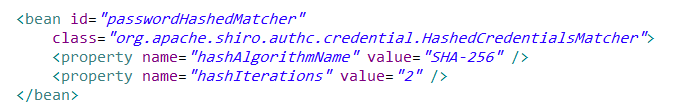 <bean id="passwordHashedMatcher"
class="org.apache.shiro.authc.credential.HashedCredentialsMatcher">
<property name="hashAlgorithmName" value="SHA-256" />
<property name="hashIterations" value="2" />
</bean>